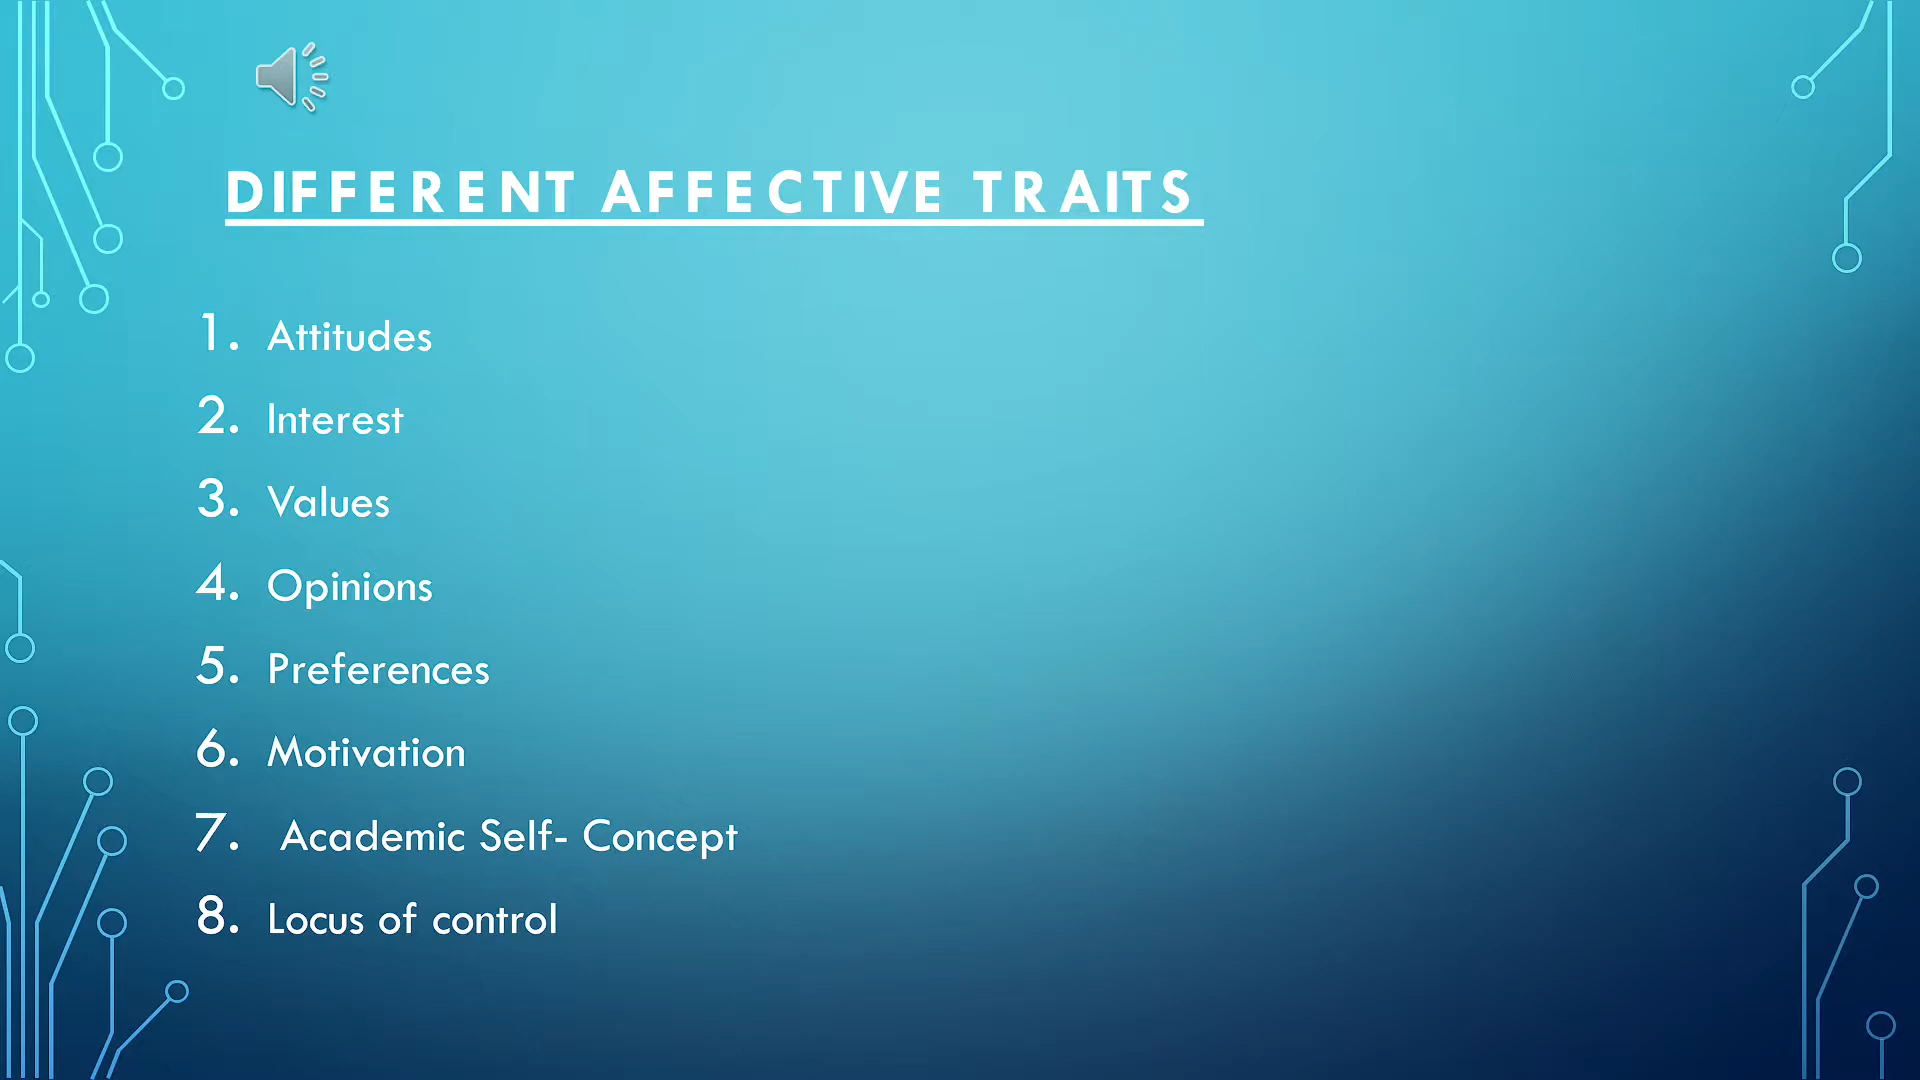 DIFFERENT AFFECTIVE TRAITS
1. Attitudes
2. Interest
3. Values
4. Opinions
5. Preferences
6. Motivation
7. Academic Self- Concept
8. Locus of control